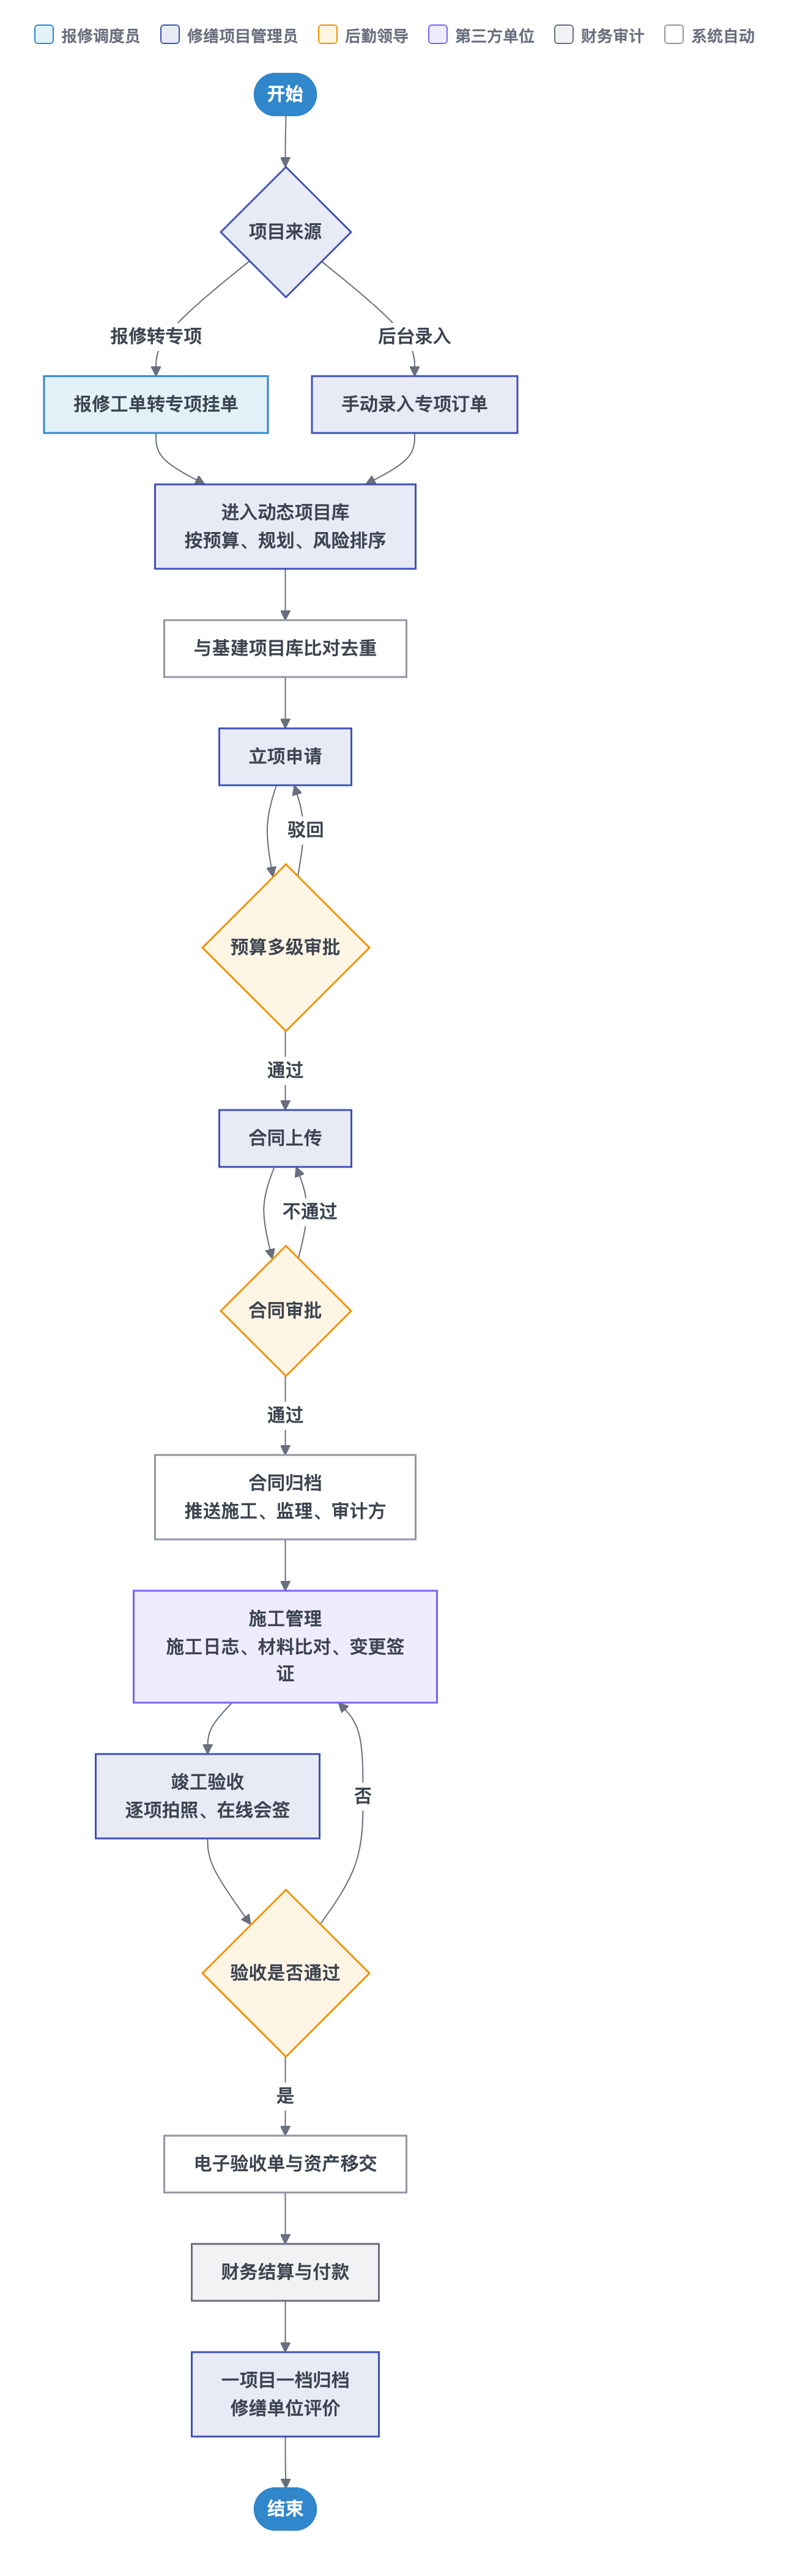 报修调度员
修缮项目管理员
后勤领导
第三方单位
财务审计
系统自动
开始
项目来源
报修转专项
后台录入
报修工单转专项挂单
手动录入专项订单
进入动态项目库
按预算、规划、风险排序
与基建项目库比对去重
立项申请
驳回
预算多级审批
通过
合同上传
不通过
合同审批
通过
合同归档
推送施工、监理、审计方
施工管理
施工日志、材料比对、变更签
证
竣工验收
逐项拍照、在线会签
否
验收是否通过
是
电子验收单与资产移交
财务结算与付款
一项目一档归档
修缮单位评价
结束